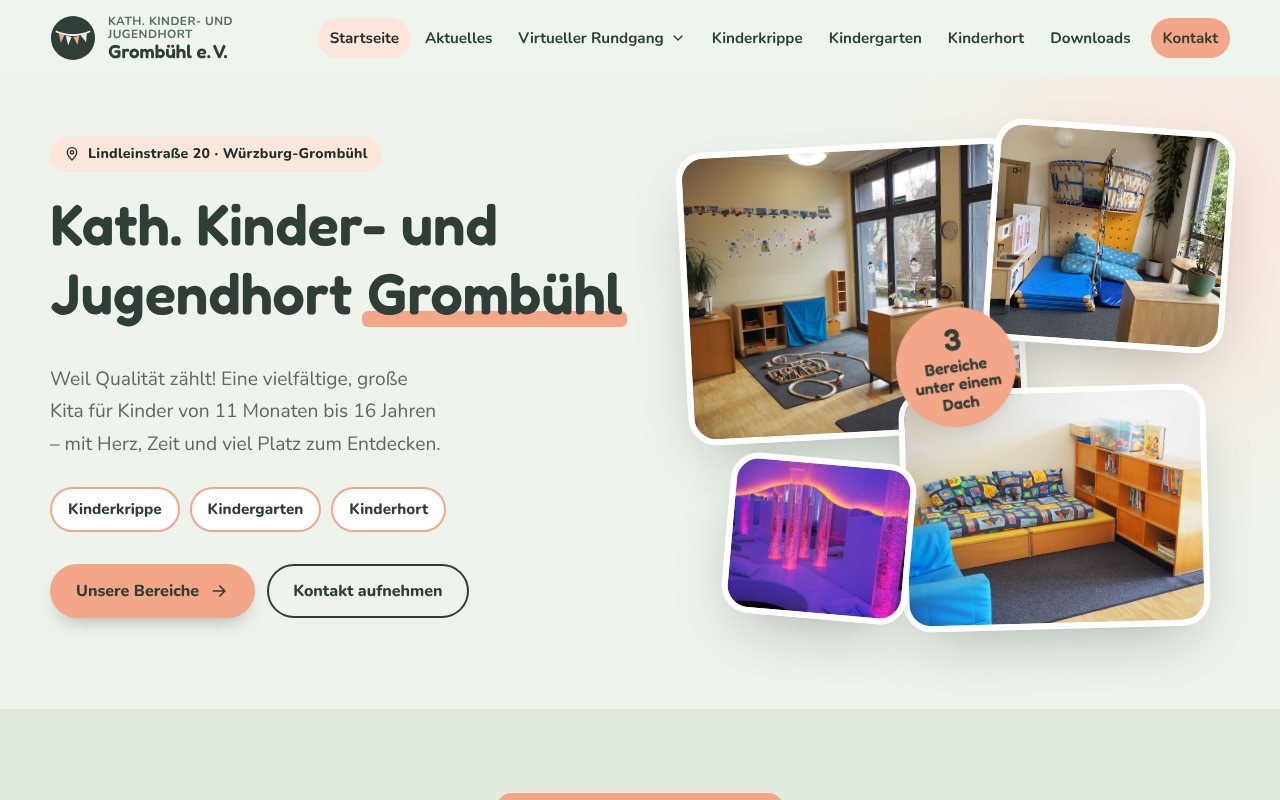 KATH. KINDER- UND
JUGENDHORT
Grombühl e. V.
Startseite
Aktuelles
Virtueller Rundgang
Kinderkrippe
Kindergarten
Kinderhort
Downloads
Kontakt
Lindleinstraße 20 · Würzburg-Grombühl
Kath. Kinder- und
Jugendhort Grombühl
Weil Qualität zählt! Eine vielfältige, große
Kita für Kinder von 11 Monaten bis 16 Jahren
– mit Herz, Zeit und viel Platz zum Entdecken.
Kinderkrippe
Kindergarten
Kinderhort
Unsere Bereiche
Kontakt aufnehmen
3
Bereiche
unter einem
Dach